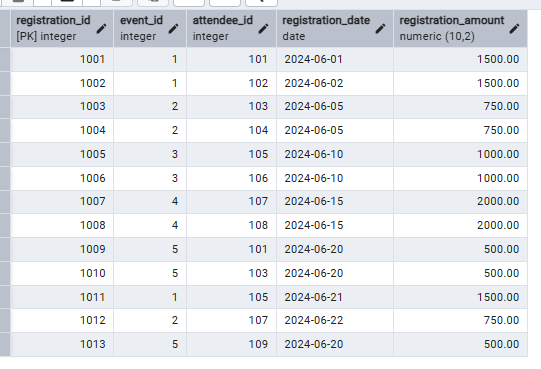 registration_id event_id attendee_id registration_date registration_amount
[PK] integer integer integer date numeric (10,2)
1001 1 101 2024-06-01 1500.00
1002 1 102 2024-06-02 1500.00
1003 2 103 2024-06-05 750.00
1004 2 104 2024-06-05 750.00
1005 3 105 2024-06-10 1000.00
1006 3 106 2024-06-10 1000.00
1007 4 107 2024-06-15 2000.00
1008 4 108 2024-06-15 2000.00
1009 5 101 2024-06-20 500.00
1010 5 103 2024-06-20 500.00
1011 1 105 2024-06-21 1500.00
1012 2 107 2024-06-22 750.00
1013 5 109 2024-06-20 500.00